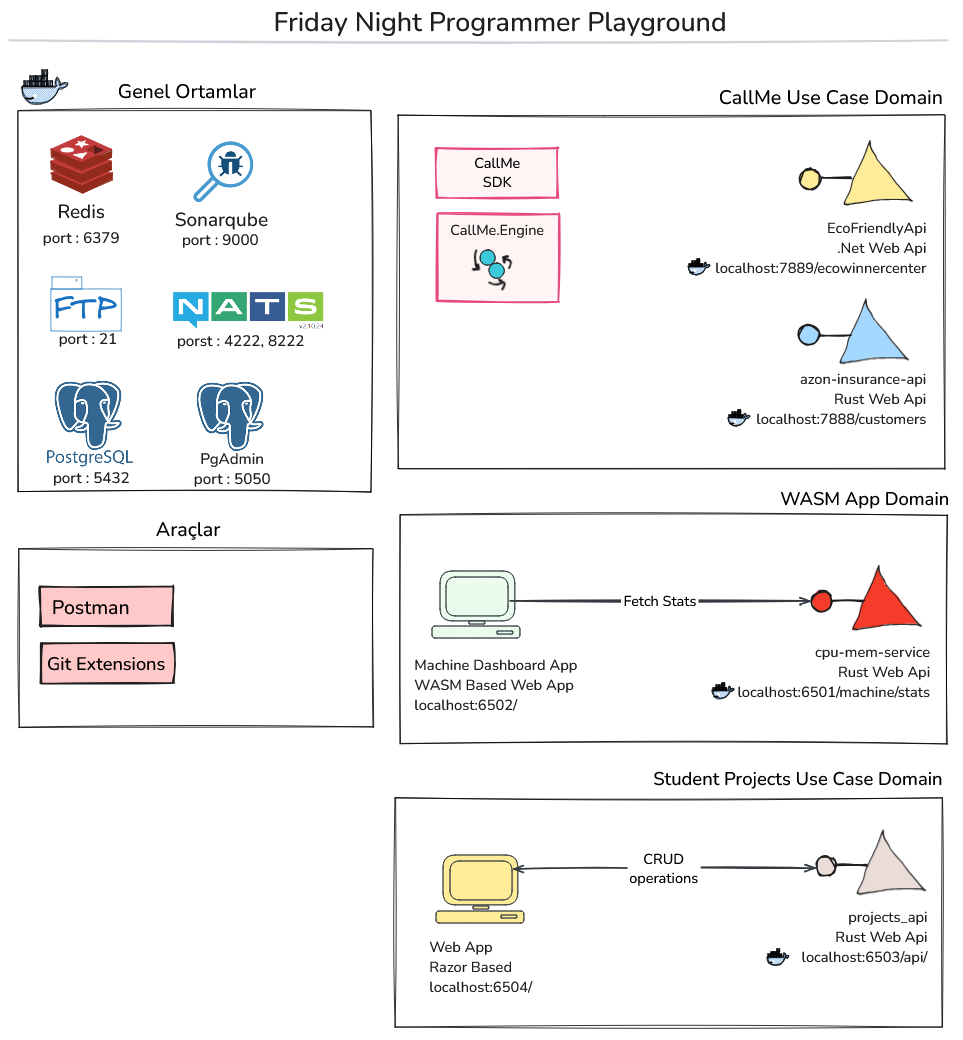 Friday Night Programmer Playground
Genel Ortamlar
Redis
port : 6379
Sonarqube
port : 9000
FTP
port : 21
NATS
v2.10.24
porst : 4222, 8222
PostgreSQL
port : 5432
PgAdmin
port : 5050
Araçlar
Postman
Git Extensions
CallMe Use Case Domain
CallMe
SDK
CallMe.Engine
EcoFriendlyApi
.Net Web Api
localhost:7889/ecowinnercenter
azon-insurance-api
Rust Web Api
localhost:7888/customers
WASM App Domain
Fetch Stats
Machine Dashboard App
WASM Based Web App
localhost:6502/
cpu-mem-service
Rust Web Api
localhost:6501/machine/stats
Student Projects Use Case Domain
CRUD
operations
Web App
Razor Based
localhost:6504/
projects_api
Rust Web Api
localhost:6503/api/